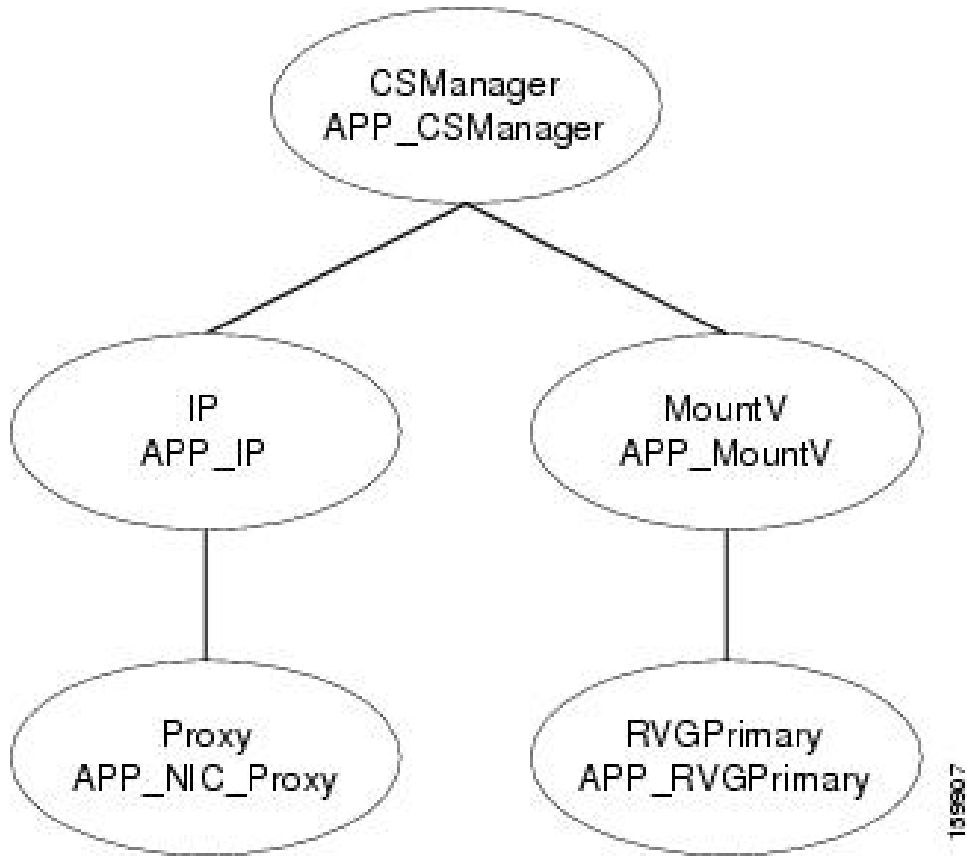 CSManager
APP_CSManager
IP
APP_IP
MountV
APP_MountV
Proxy
APP_NIC_Proxy
RVGPrimary
APP_RVGPrimary
159907